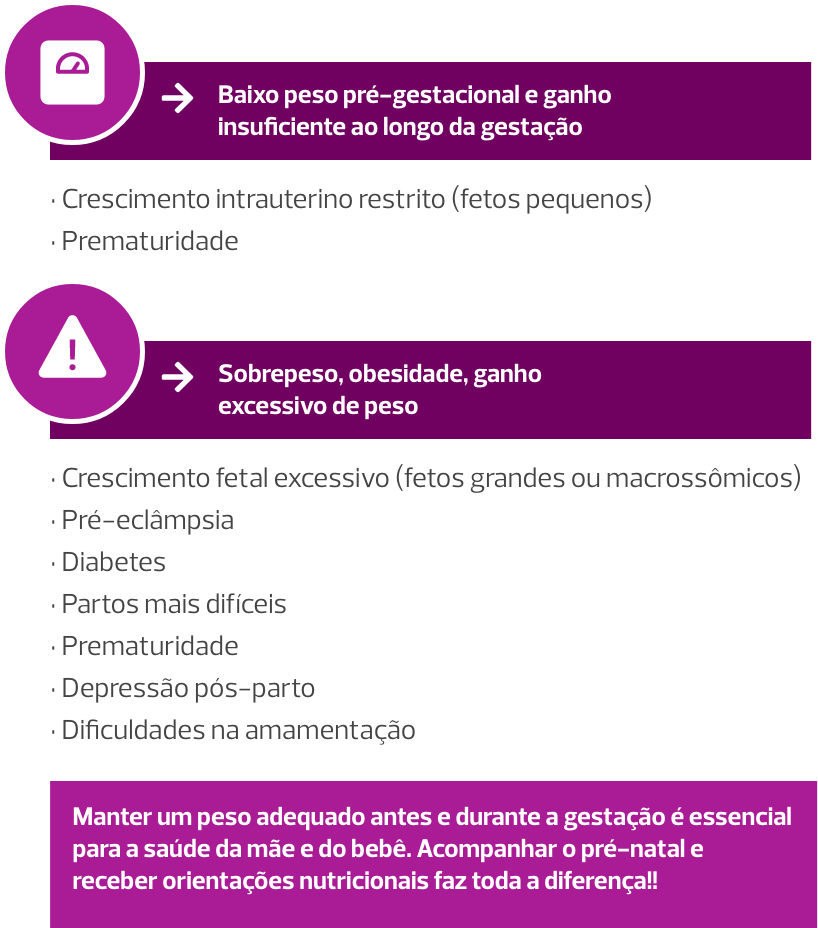 Baixo peso pré-gestacional e ganho
insuficiente ao longo da gestação
· Crescimento intrauterino restrito (fetos pequenos)
· Prematuridade
Sobrepeso, obesidade, ganho
excessivo de peso
· Crescimento fetal excessivo (fetos grandes ou macrossômicos)
· Pré-eclâmpsia
· Diabetes
· Partos mais difíceis
· Prematuridade
· Depressão pós-parto
· Dificuldades na amamentação
Manter um peso adequado antes e durante a gestação é essencial
para a saúde da mãe e do bebê. Acompanhar o pré-natal e
receber orientações nutricionais faz toda a diferença!!